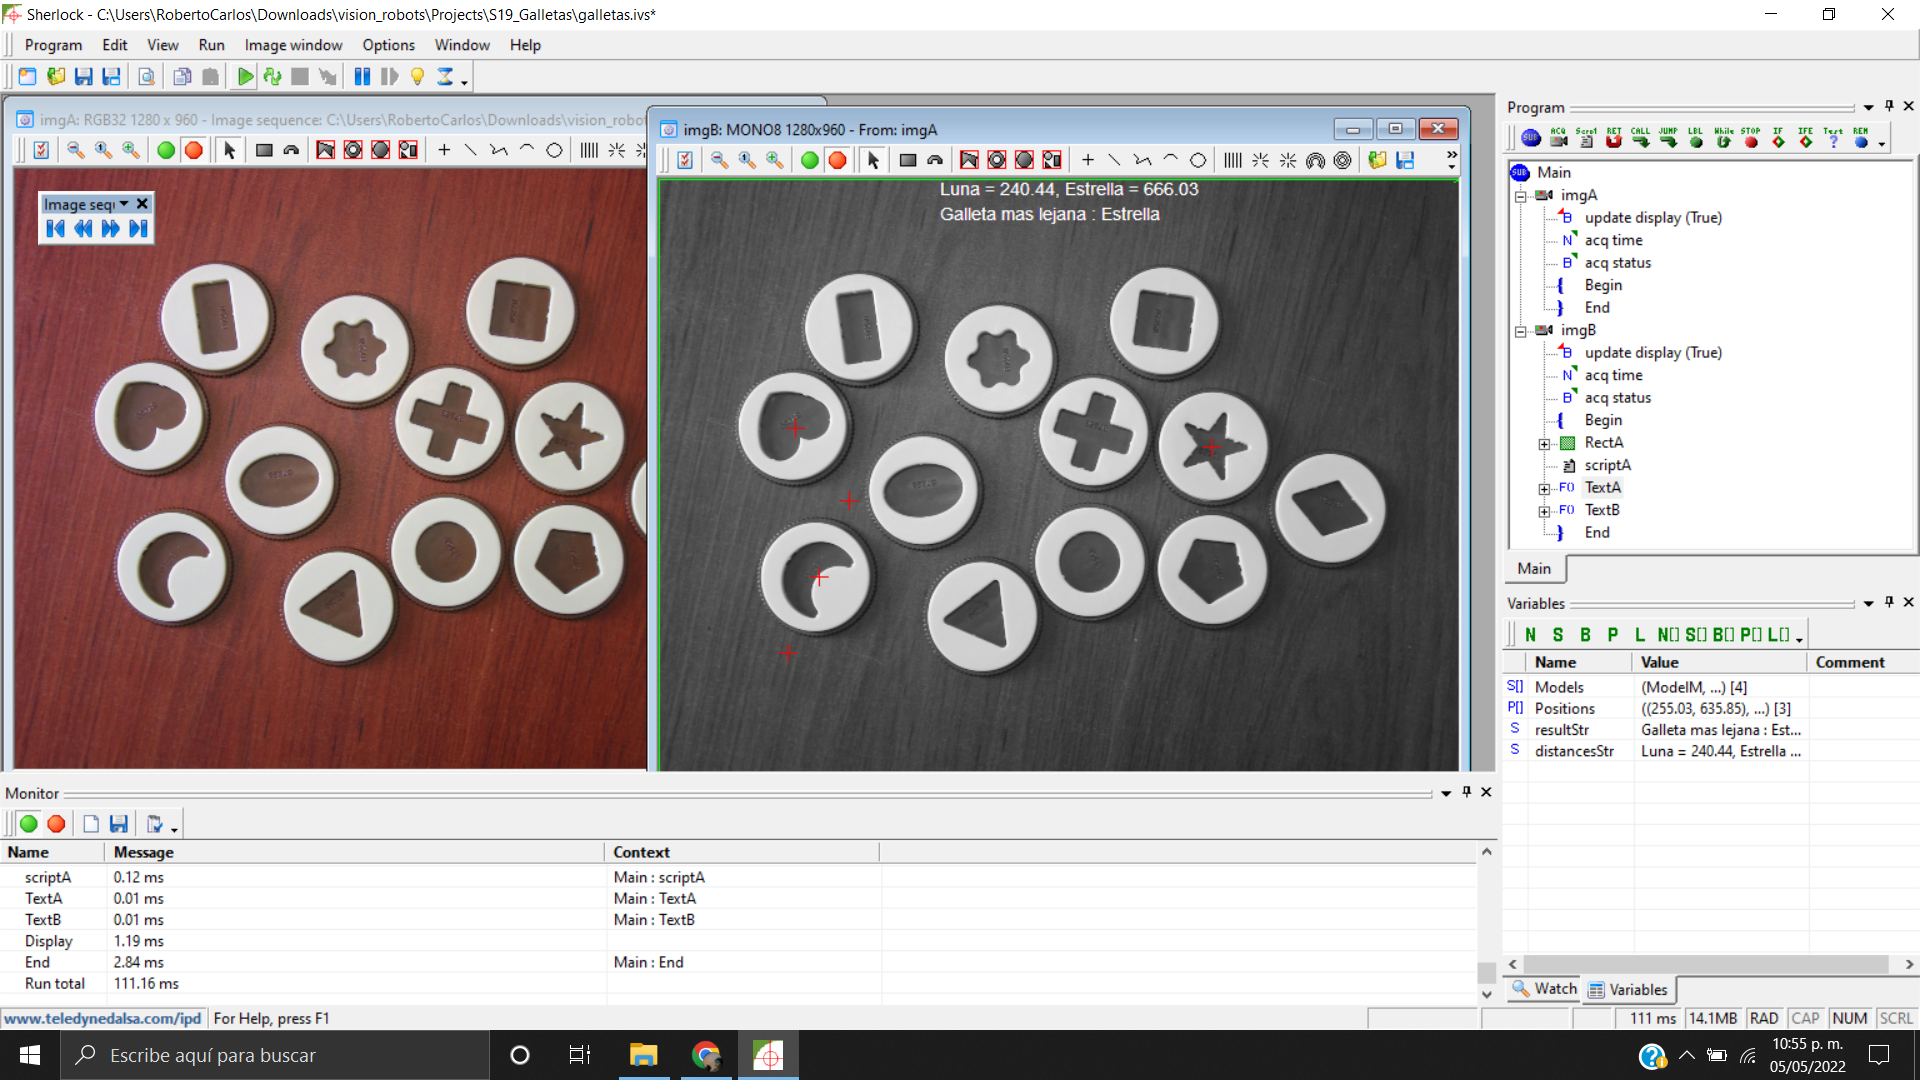 Sherlock - C:\Users\RobertoCarlos\Downloads\vision_robots\Projects\S19_Galletas\galletas.ivs*
Program Edit View Run Image window Options Window Help
imgA: RGB32 1280 x 960 - Image sequence: C:\Users\RobertoCarlos\Downloads\vision_robot
Image seq
imgB: MONO8 1280x960 - From: imgA
Luna = 240.44, Estrella = 666.03
Galleta mas lejana : Estrella
Program
SUB ACQ Script RET CALL JUMP LBL While STOP IF IFE Text REM
SUB Main
imgA
B update display (True)
N acq time
B acq status
{ Begin
} End
imgB
B update display (True)
N acq time
B acq status
{ Begin
RectA
scriptA
F() TextA
F() TextB
} End
Main
Variables
N S B P L N[] S[] B[] P[] L[]
Name Value Comment
S[] Models (ModelM, ...) [4]
P[] Positions ((255.03, 635.85), ...) [3]
S resultStr Galleta mas lejana : Est...
S distancesStr Luna = 240.44, Estrella ...
Watch Variables
Monitor
Name Message Context
scriptA 0.12 ms Main : scriptA
TextA 0.01 ms Main : TextA
TextB 0.01 ms Main : TextB
Display 1.19 ms
End 2.84 ms Main : End
Run total 111.16 ms
www.teledynedalsa.com/ipd For Help, press F1
111 ms 14.1MB RAD CAP NUM SCRL
Escribe aquí para buscar
10:55 p. m.
05/05/2022